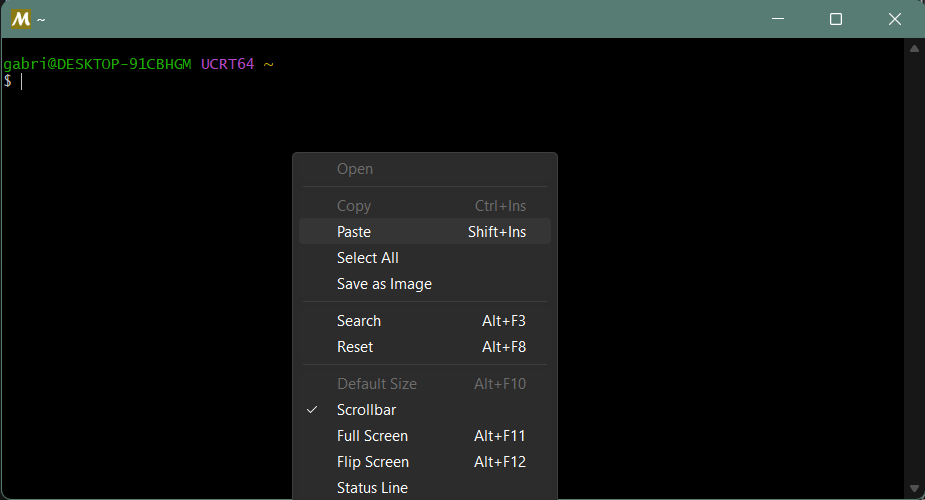 M ~
gabri@DESKTOP-91CBHGM UCRT64 ~
$
Open
Copy Ctrl+Ins
Paste Shift+Ins
Select All
Save as Image
Search Alt+F3
Reset Alt+F8
Default Size Alt+F10
Scrollbar
Full Screen Alt+F11
Flip Screen Alt+F12
Status Line